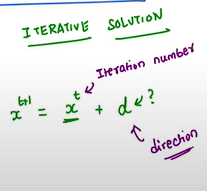 ITERATIVE SOLUTION
Iteration number
x^{t+1} = x^t + d ?
direction